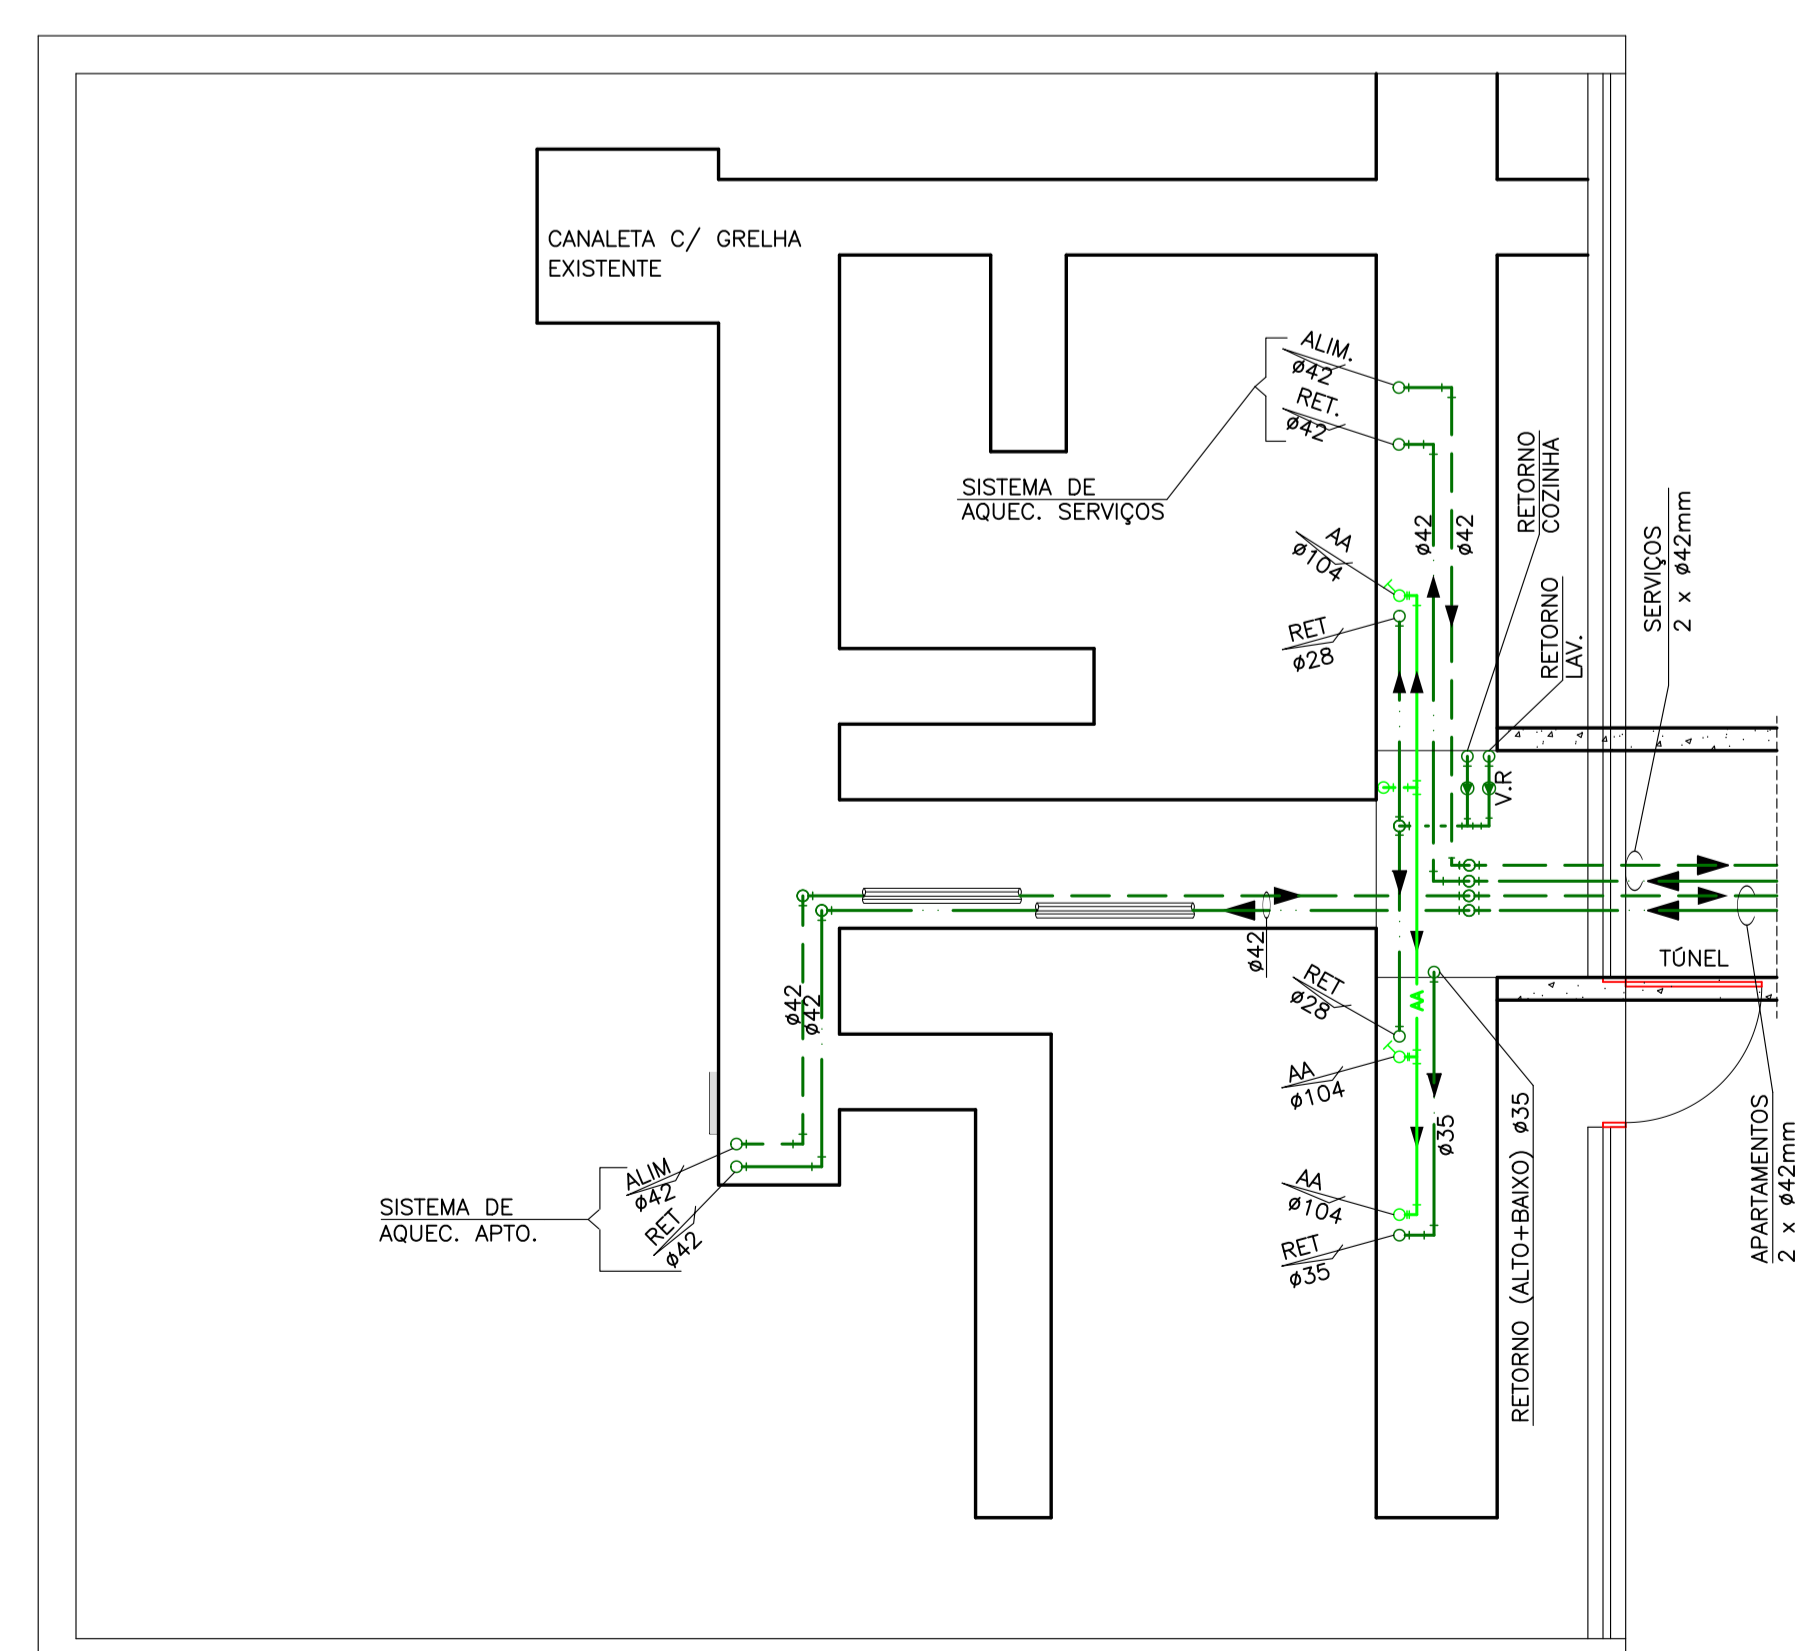 CANALETA C/ GRELHA
EXISTENTE
ALIM.
ø42
RET.
ø42
SISTEMA DE
AQUEC. SERVIÇOS
AA
ø104
RET
ø28
ø42
ø42
RETORNO
COZINHA
RETORNO
LAV.
SERVIÇOS
2 x ø42mm
V.R
TÚNEL
ø42
ø42
ø42
RET
ø28
AA
AA
ø104
ø35
AA
ø104
RET
ø35
ALIM
ø42
RET
ø42
SISTEMA DE
AQUEC. APTO.
RETORNO (ALTO+BAIXO) ø35
APARTAMENTOS
2 x ø42mm